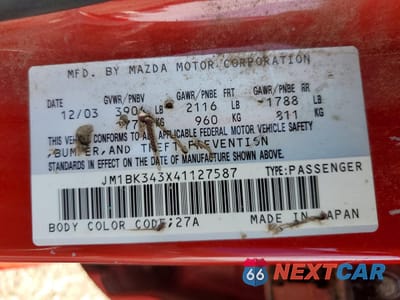 MFD. BY MAZDA MOTOR CORPORATION
DATE GVWR/PNBV GAWR/PNBE FRT GAWR/PNBE RR
12/03 3904 LB 2116 LB 1788 LB
960 KG 811 KG
THIS VEHICLE CONFORMS TO ALL APPLICABLE FEDERAL MOTOR VEHICLE SAFETY
BUMPER, AND THEFT PREVENTION
STANDARDS IN EFFECT ON THE DATE OF MANUFACTURE SHOWN ABOVE.
JM1BK343X41127587 TYPE:PASSENGER
BODY COLOR CODE;27A MADE IN JAPAN
66 NEXTCAR